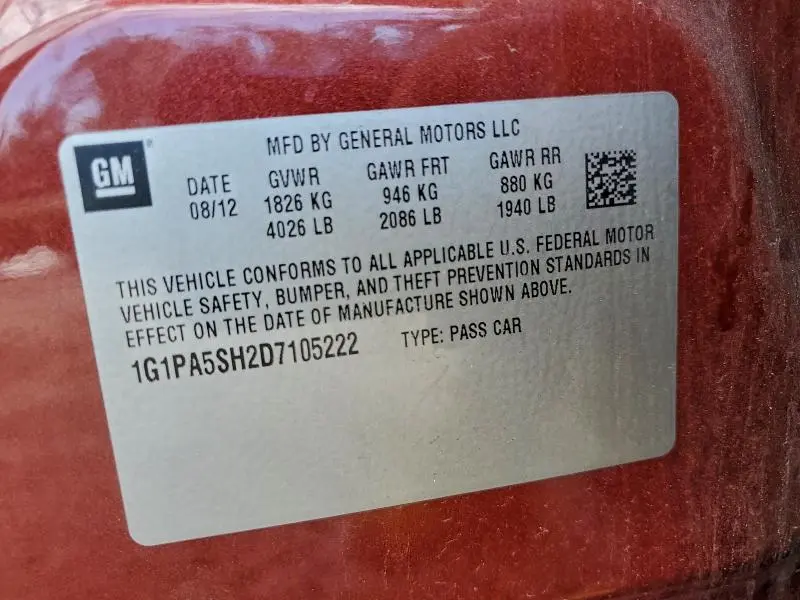 MFD BY GENERAL MOTORS LLC
GM®
DATE GVWR GAWR FRT GAWR RR
08/12 1826 KG 946 KG 880 KG
4026 LB 2086 LB 1940 LB
THIS VEHICLE CONFORMS TO ALL APPLICABLE U.S. FEDERAL MOTOR
VEHICLE SAFETY, BUMPER, AND THEFT PREVENTION STANDARDS IN
EFFECT ON THE DATE OF MANUFACTURE SHOWN ABOVE.
1G1PA5SH2D7105222 TYPE: PASS CAR